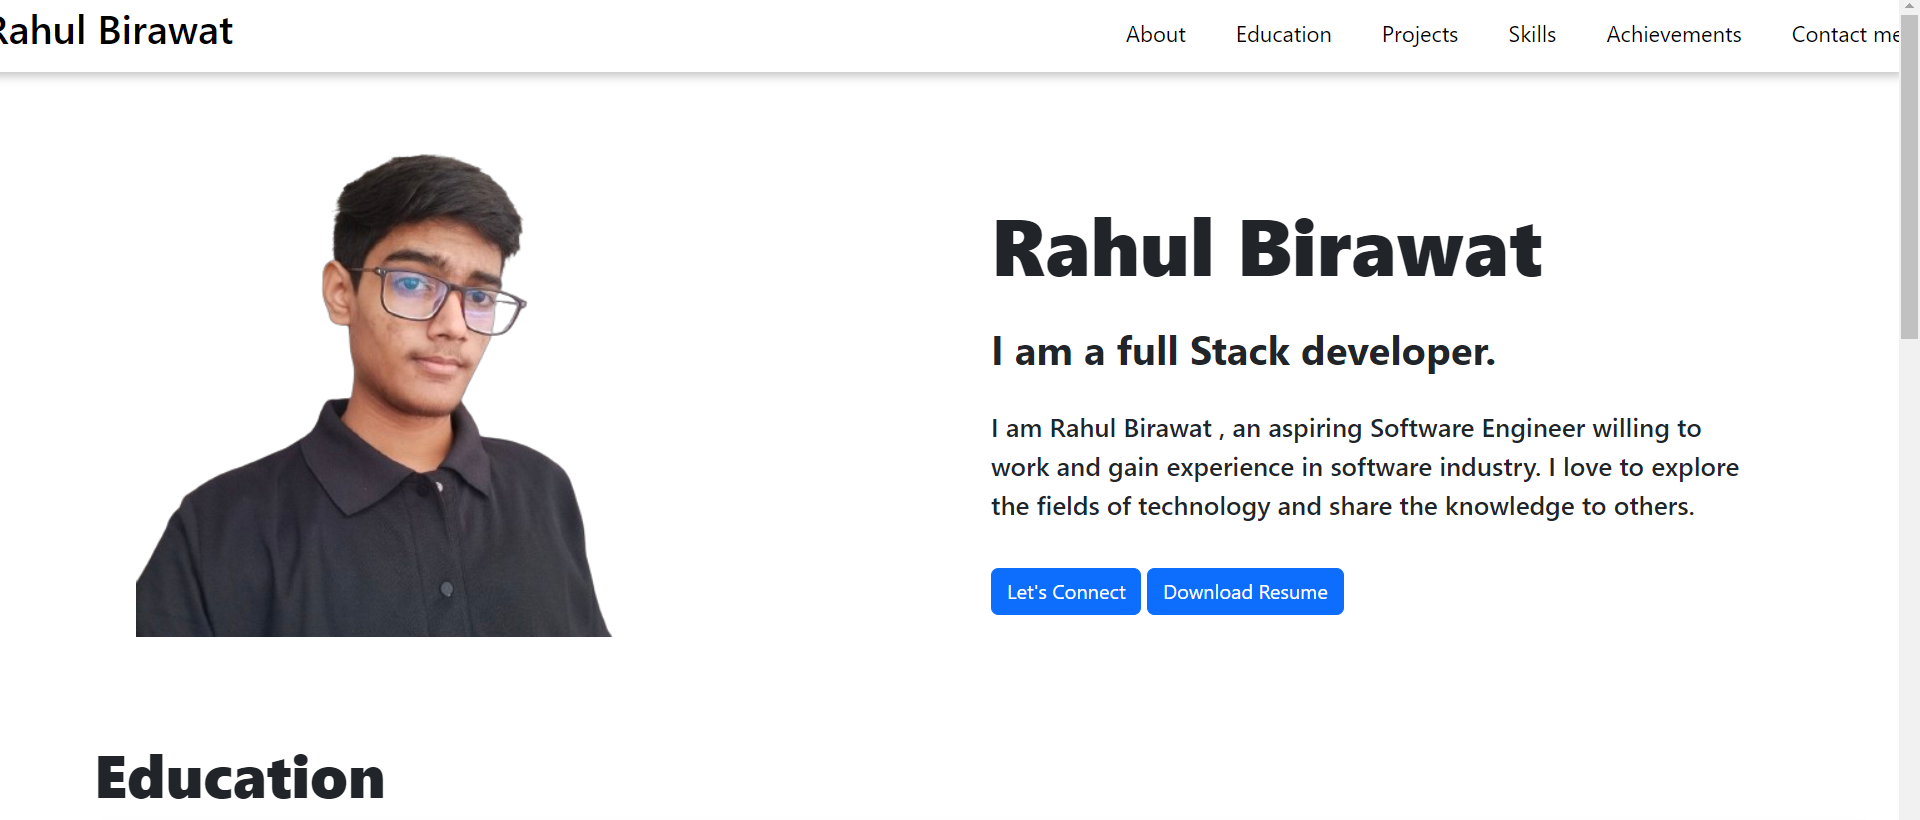 Rahul Birawat
About Education Projects Skills Achievements Contact me
Rahul Birawat
I am a full Stack developer.
I am Rahul Birawat , an aspiring Software Engineer willing to
work and gain experience in software industry. I love to explore
the fields of technology and share the knowledge to others.
Let's Connect Download Resume
Education